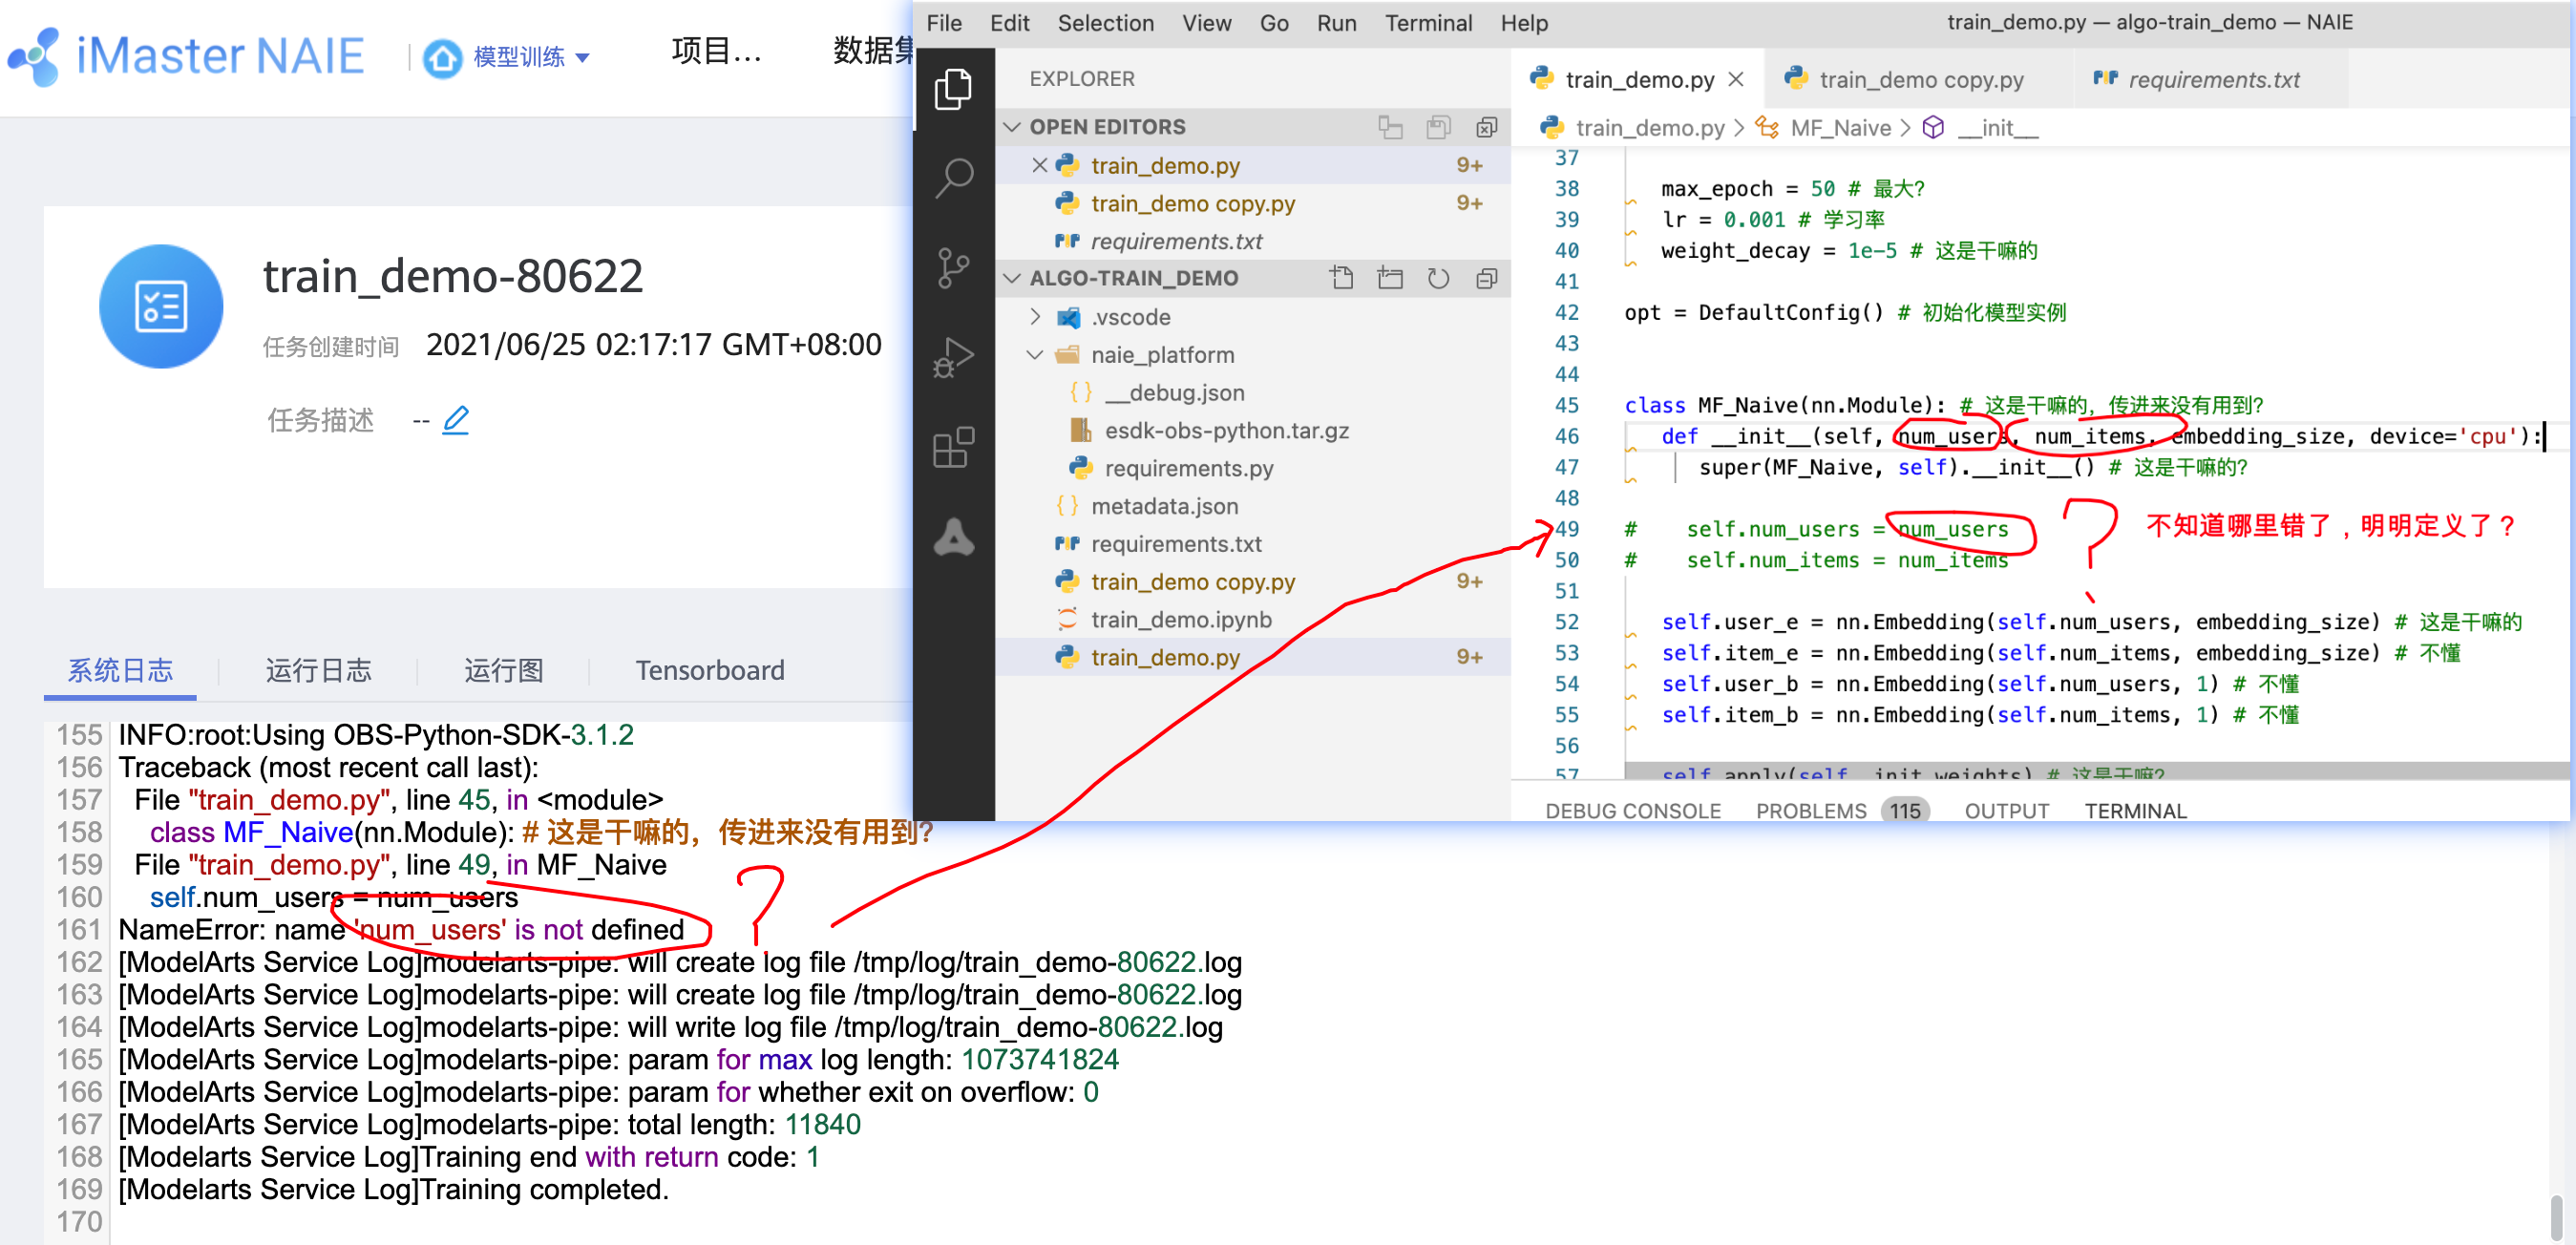 iMaster NAIE
模型训练
项目...
数据集
train_demo-80622
任务创建时间 2021/06/25 02:17:17 GMT+08:00
任务描述 --
系统日志 运行日志 运行图 Tensorboard
155 INFO:root:Using OBS-Python-SDK-3.1.2
156 Traceback (most recent call last):
157 File "train_demo.py", line 45, in <module>
158 class MF_Naive(nn.Module): # 这是干嘛的，传进来没有用到?
159 File "train_demo.py", line 49, in MF_Naive
160 self.num_users = num_users
161 NameError: name 'num_users' is not defined
162 [ModelArts Service Log]modelarts-pipe: will create log file /tmp/log/train_demo-80622.log
163 [ModelArts Service Log]modelarts-pipe: will create log file /tmp/log/train_demo-80622.log
164 [ModelArts Service Log]modelarts-pipe: will write log file /tmp/log/train_demo-80622.log
165 [ModelArts Service Log]modelarts-pipe: param for max log length: 1073741824
166 [ModelArts Service Log]modelarts-pipe: param for whether exit on overflow: 0
167 [ModelArts Service Log]modelarts-pipe: total length: 11840
168 [Modelarts Service Log]Training end with return code: 1
169 [Modelarts Service Log]Training completed.
170
File Edit Selection View Go Run Terminal Help
train_demo.py — algo-train_demo — NAIE
EXPLORER
OPEN EDITORS
train_demo.py 9+
train_demo copy.py 9+
requirements.txt
ALGO-TRAIN_DEMO
.vscode
naie_platform
__debug.json
esdk-obs-python.tar.gz
requirements.py
metadata.json
requirements.txt
train_demo copy.py 9+
train_demo.ipynb
train_demo.py 9+
train_demo.py train_demo copy.py requirements.txt
train_demo.py > MF_Naive > __init__
37
38 max_epoch = 50 # 最大?
39 lr = 0.001 # 学习率
40 weight_decay = 1e-5 # 这是干嘛的
41
42 opt = DefaultConfig() # 初始化模型实例
43
44
45 class MF_Naive(nn.Module): # 这是干嘛的，传进来没有用到?
46 def __init__(self, num_users, num_items, embedding_size, device='cpu'):
47 super(MF_Naive, self).__init__() # 这是干嘛的?
48
49 # self.num_users = num_users
不知道哪里错了，明明定义了？
50 # self.num_items = num_items
51
52 self.user_e = nn.Embedding(self.num_users, embedding_size) # 这是干嘛的
53 self.item_e = nn.Embedding(self.num_items, embedding_size) # 不懂
54 self.user_b = nn.Embedding(self.num_users, 1) # 不懂
55 self.item_b = nn.Embedding(self.num_items, 1) # 不懂
56
57 self.apply(self._init_weights) # 这是干嘛?
DEBUG CONSOLE PROBLEMS 115 OUTPUT TERMINAL